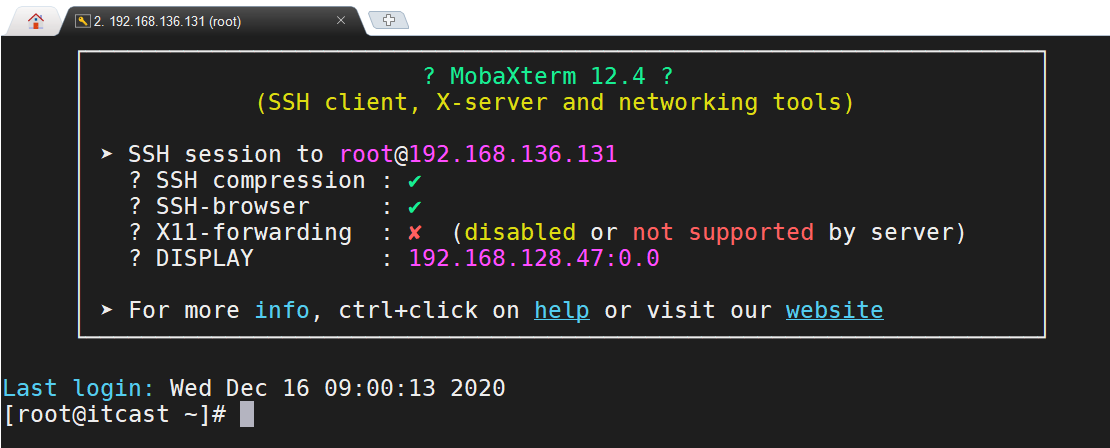 2. 192.168.136.131 (root)
? MobaXterm 12.4 ?
(SSH client, X-server and networking tools)
➤ SSH session to root@192.168.136.131
? SSH compression : ✔
? SSH-browser     : ✔
? X11-forwarding  : ✘  (disabled or not supported by server)
? DISPLAY         : 192.168.128.47:0.0
➤ For more info, ctrl+click on help or visit our website
Last login: Wed Dec 16 09:00:13 2020
[root@itcast ~]#